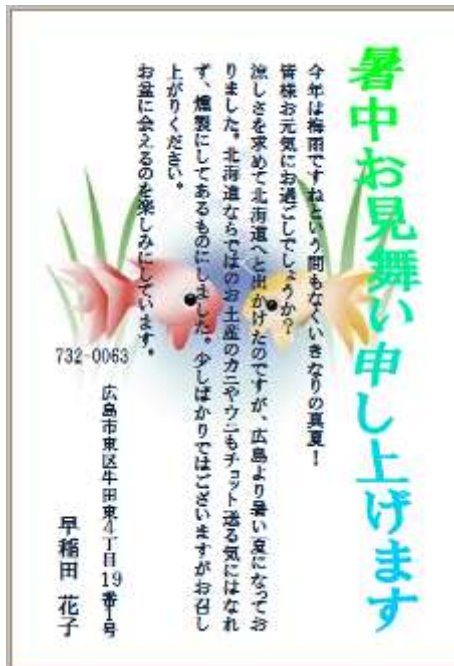 暑中お見舞い申し上げます
今年は梅雨ですねという間もなくいきなりの真夏！
皆様お元気にお過ごしでしょうか？
涼しさを求めて北海道へと出かけたのですが、広島より暑い夏になってお
りました。北海道ならではのお土産のカニやウニもチョット送る気にはなれ
ず、燻製にしてあるものにしました。少しばかりではございますがお召し
上がりください。
お盆に会えるのを楽しみにしています。
732-0063
広島市東区牛田東4丁目19番1号
早稲田 花子